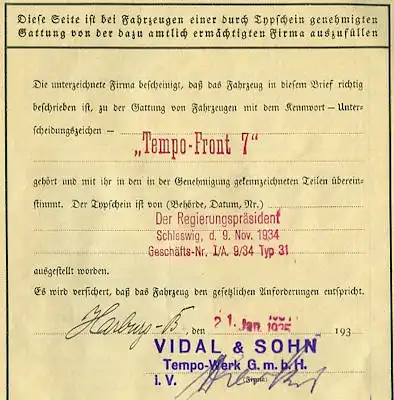 Diese Seite ist bei Fahrzeugen einer durch Typschein genehmigten
Gattung von der dazu amtlich ermächtigten Firma auszufüllen
Die unterzeichnete Firma bescheinigt, daß das Fahrzeug in diesem Brief richtig
beschrieben ist, zu der Gattung von Fahrzeugen mit dem Kennwort – Unter-
scheidungszeichen –
„Tempo-Front 7"
gehört und mit ihr in den in der Genehmigung gekennzeichneten Teilen überein-
stimmt. Der Typschein ist von (Behörde, Datum, Nr.)
Der Regierungspräsident
Schleswig, d. 9. Nov. 1934
Geschäfts-Nr. I/A. 9/34 Typ 31
ausgestellt worden.
Es wird versichert, daß das Fahrzeug den gesetzlichen Anforderungen entspricht.
Harburg-, den 21. Jan. 1935 193
VIDAL & SOHN
Tempo-Werk G.m.b.H.
i. V. Firma: